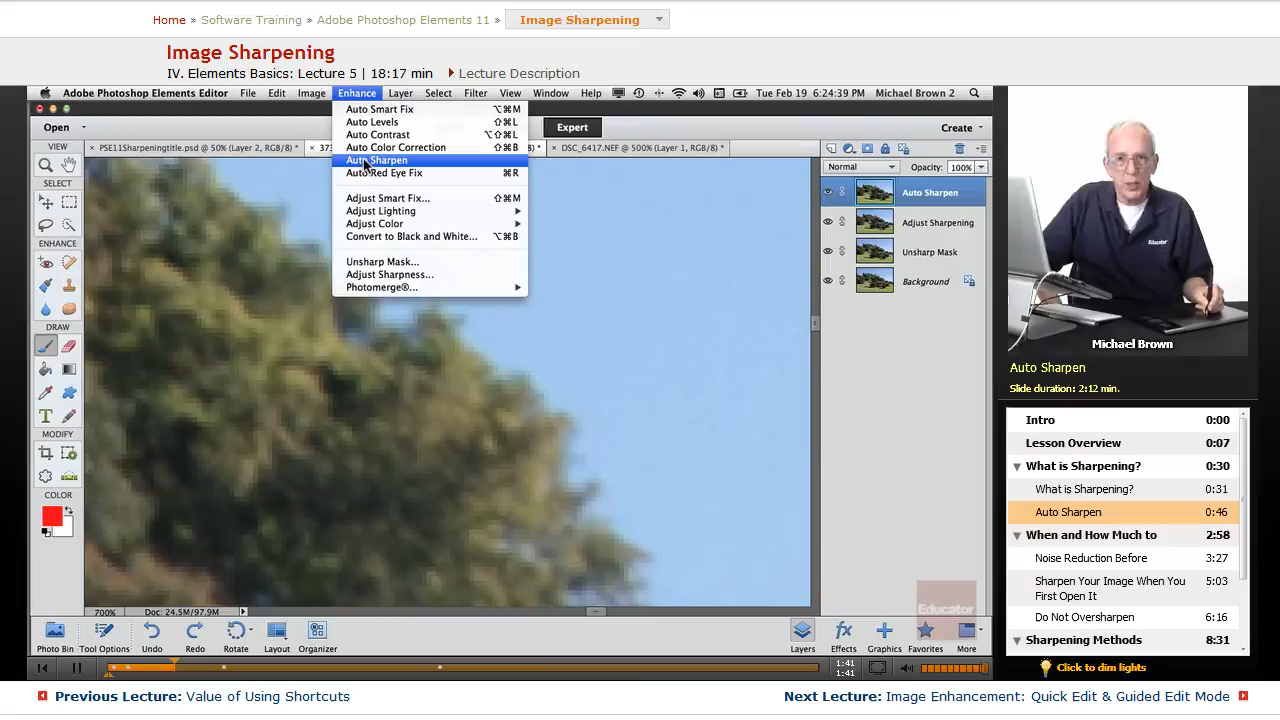 Home » Software Training » Adobe Photoshop Elements 11 » Image Sharpening
Image Sharpening
IV. Elements Basics: Lecture 5 | 18:17 min Lecture Description
Adobe Photoshop Elements Editor File Edit Image Enhance Layer Select Filter View Window Help Tue Feb 19 6:24:39 PM Michael Brown 2
Open Expert Create
PSE11Sharpeningtitle.psd @ 50% (Layer 2, RGB/8) * 8) * DSC_6417.NEF @ 500% (Layer 1, RGB/8) *
Auto Smart Fix ⌥⌘M
Auto Levels ⇧⌘L
Auto Contrast ⌥⇧⌘L
Auto Color Correction ⇧⌘B
Auto Sharpen
Auto Red Eye Fix ⌘R
Adjust Smart Fix... ⇧⌘M
Adjust Lighting
Adjust Color
Convert to Black and White... ⌥⌘B
Unsharp Mask...
Adjust Sharpness...
Photomerge®...
VIEW
SELECT
ENHANCE
DRAW
MODIFY
COLOR
Normal Opacity: 100%
Auto Sharpen
Adjust Sharpening
Unsharp Mask
Background
700% Doc: 24.5M/97.9M
Educator
Photo Bin Tool Options Undo Redo Rotate Layout Organizer Layers Effects Graphics Favorites More
1:41
1:41
Educator
Michael Brown
Auto Sharpen
Slide duration: 2:12 min.
Intro 0:00
Lesson Overview 0:07
What is Sharpening? 0:30
What is Sharpening? 0:31
Auto Sharpen 0:46
When and How Much to 2:58
Noise Reduction Before 3:27
Sharpen Your Image When You First Open It 5:03
Do Not Oversharpen 6:16
Sharpening Methods 8:31
Click to dim lights
Previous Lecture: Value of Using Shortcuts
Next Lecture: Image Enhancement: Quick Edit & Guided Edit Mode